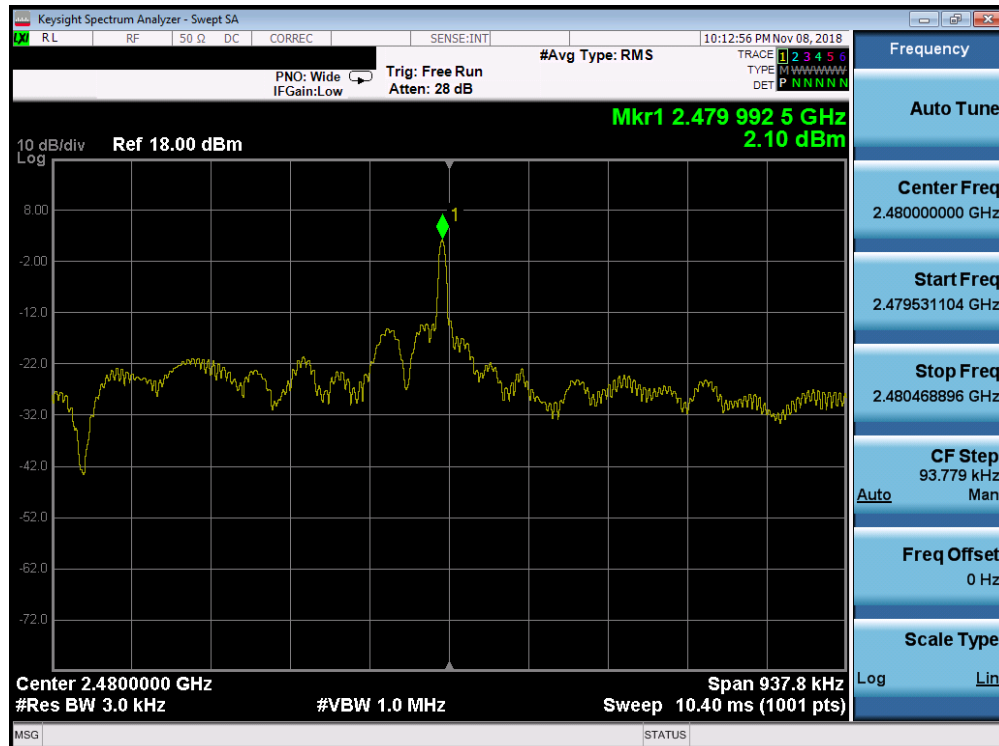 Keysight Spectrum Analyzer - Swept SA
LXI RL RF 50 Ω DC CORREC SENSE:INT 10:12:56 PM Nov 08, 2018
Frequency
#Avg Type: RMS
TRACE 1 2 3 4 5 6
TYPE M WWWWW
DET P N N N N N
PNO: Wide
IFGain:Low
Trig: Free Run
Atten: 28 dB
Auto Tune
Mkr1 2.479 992 5 GHz
2.10 dBm
10 dB/div
Log
Ref 18.00 dBm
1
8.00
-2.00
-12.0
-22.0
-32.0
-42.0
-52.0
-62.0
-72.0
Center Freq
2.480000000 GHz
Start Freq
2.479531104 GHz
Stop Freq
2.480468896 GHz
CF Step
93.779 kHz
Auto Man
Freq Offset
0 Hz
Scale Type
Log Lin
Center 2.4800000 GHz
Span 937.8 kHz
#Res BW 3.0 kHz
#VBW 1.0 MHz
Sweep 10.40 ms (1001 pts)
MSG
STATUS